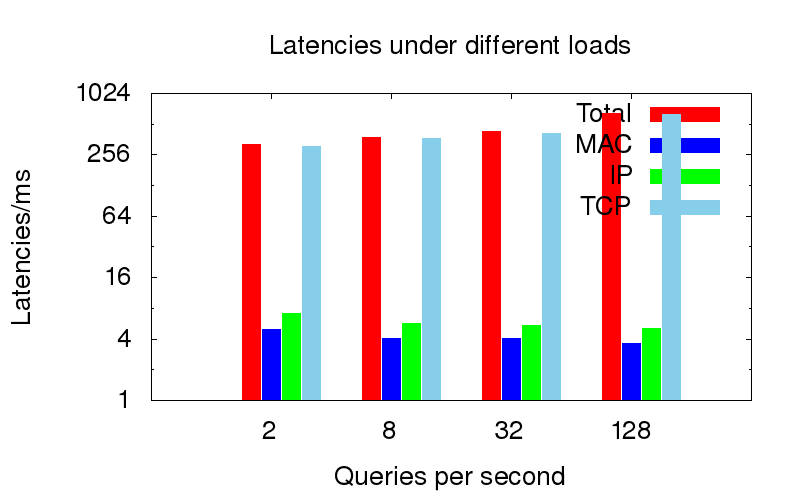 Latencies under different loads
1024
256
64
16
4
1
Latencies/ms
Total
MAC
IP
TCP
2 8 32 128
Queries per second